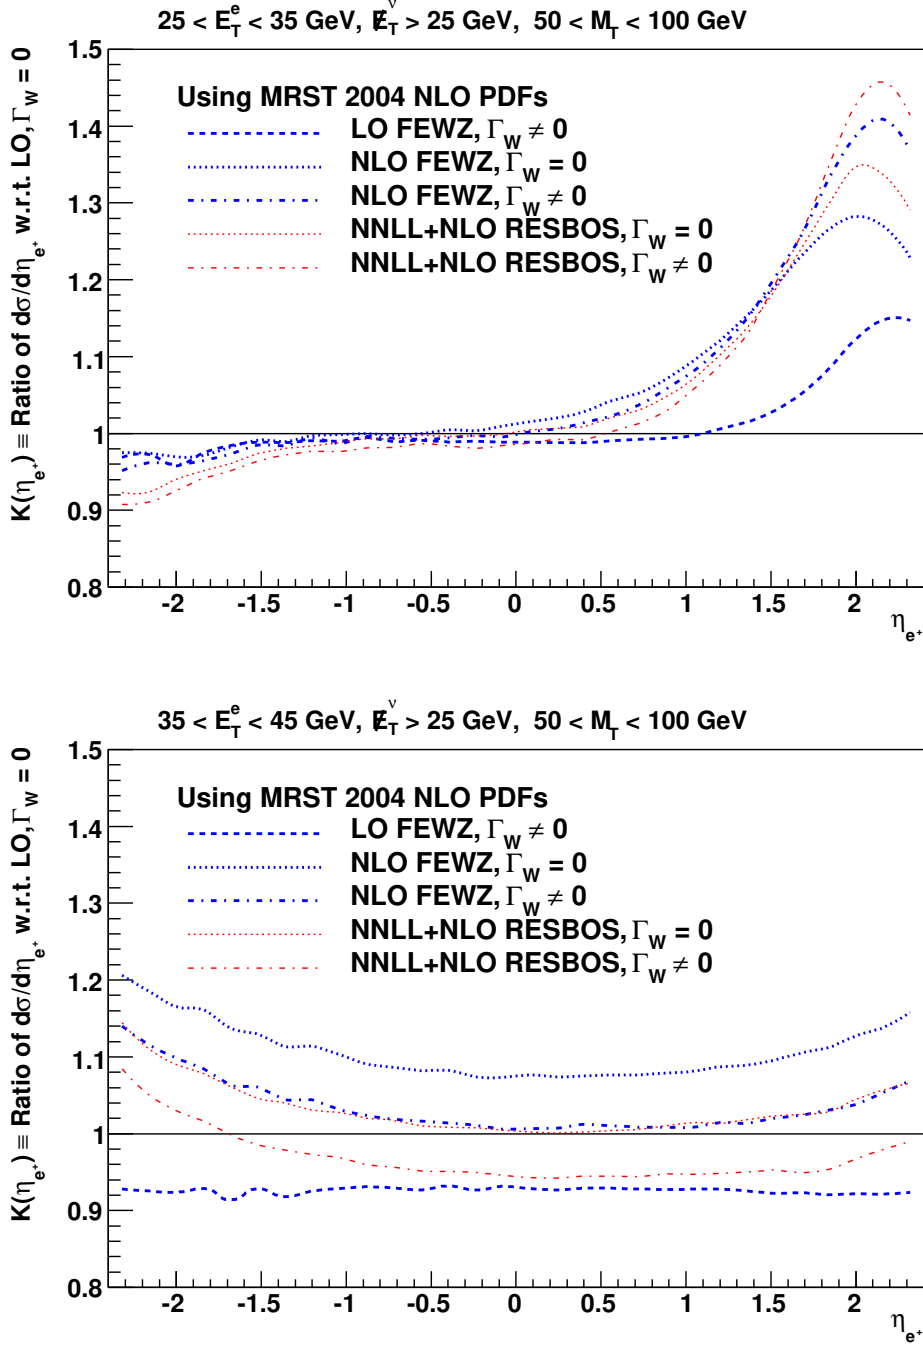 25 < E_T^e < 35 GeV, E̸_T^ν > 25 GeV, 50 < M_T < 100 GeV
K(η_e⁺) ≡ Ratio of dσ/dη_e⁺ w.r.t. LO, Γ_W = 0
1.5
1.4
1.3
1.2
1.1
1
0.9
0.8
Using MRST 2004 NLO PDFs
LO FEWZ, Γ_W ≠ 0
NLO FEWZ, Γ_W = 0
NLO FEWZ, Γ_W ≠ 0
NNLL+NLO RESBOS, Γ_W = 0
NNLL+NLO RESBOS, Γ_W ≠ 0
-2 -1.5 -1 -0.5 0 0.5 1 1.5 2
η_e⁺
35 < E_T^e < 45 GeV, E̸_T^ν > 25 GeV, 50 < M_T < 100 GeV
K(η_e⁺) ≡ Ratio of dσ/dη_e⁺ w.r.t. LO, Γ_W = 0
1.5
1.4
1.3
1.2
1.1
1
0.9
0.8
Using MRST 2004 NLO PDFs
LO FEWZ, Γ_W ≠ 0
NLO FEWZ, Γ_W = 0
NLO FEWZ, Γ_W ≠ 0
NNLL+NLO RESBOS, Γ_W = 0
NNLL+NLO RESBOS, Γ_W ≠ 0
-2 -1.5 -1 -0.5 0 0.5 1 1.5 2
η_e⁺